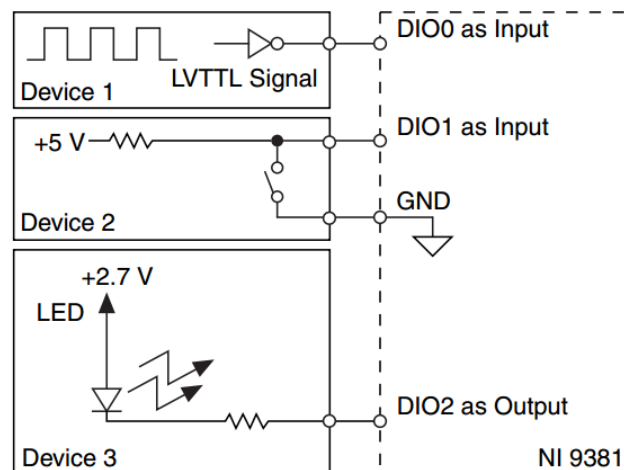 DIO0 as Input
LVTTL Signal
Device 1
+5 V
DIO1 as Input
GND
Device 2
+2.7 V
LED
DIO2 as Output
Device 3
NI 9381